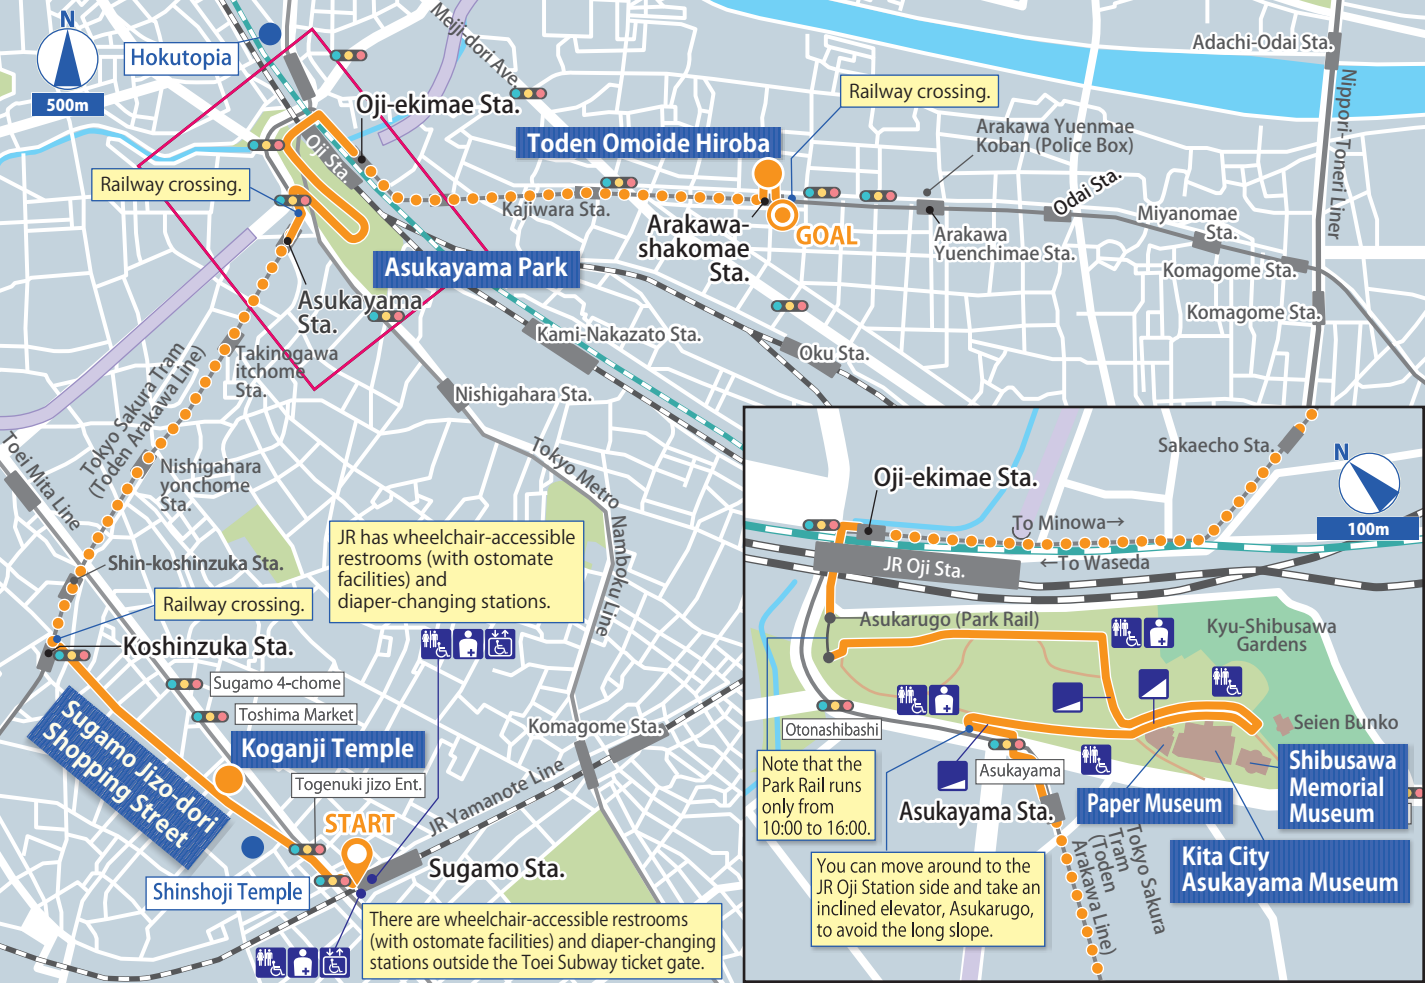 N
500m
Hokutopia
Meiji-dori Ave.
Adachi-Odai Sta.
Oji-ekimae Sta.
Railway crossing.
Toden Omoide Hiroba
Arakawa Yuenmae
Koban (Police Box)
Nippori-Toneri Liner
Oji Sta.
Railway crossing.
Kajiwara Sta.
Arakawa-
shakomae
Sta.
GOAL
Arakawa
Yuenchimae Sta.
Odai Sta.
Miyanomae
Sta.
Komagome Sta.
Komagome Sta.
Asukayama Park
Asukayama
Sta.
Kami-Nakazato Sta.
Oku Sta.
Takinogawa
itchome
Sta.
Nishigahara Sta.
Tokyo Sakura Tram
(Toden Arakawa Line)
Toei Mita Line
Nishigahara
yonchome
Sta.
Tokyo Metro Namboku Line
JR has wheelchair-accessible
restrooms (with ostomate
facilities) and
diaper-changing stations.
Shin-koshinzuka Sta.
Railway crossing.
Koshinzuka Sta.
Sugamo 4-chome
Toshima Market
Sugamo Jizo-dori
Shopping Street
Koganji Temple
Togenuki jizo Ent.
Komagome Sta.
JR Yamanote Line
START
Sugamo Sta.
Shinshoji Temple
There are wheelchair-accessible restrooms
(with ostomate facilities) and diaper-changing
stations outside the Toei Subway ticket gate.
Sakaecho Sta.
N
100m
Oji-ekimae Sta.
To Minowa→
←To Waseda
JR Oji Sta.
Asukarugo (Park Rail)
Kyu-Shibusawa
Gardens
Otonashibashi
Seien Bunko
Note that the
Park Rail runs
only from
10:00 to 16:00.
Asukayama
Asukayama Sta.
Paper Museum
Shibusawa
Memorial
Museum
Kita City
Asukayama Museum
You can move around to the
JR Oji Station side and take an
inclined elevator, Asukarugo,
to avoid the long slope.
Tokyo Sakura
Tram
(Toden
Arakawa Line)